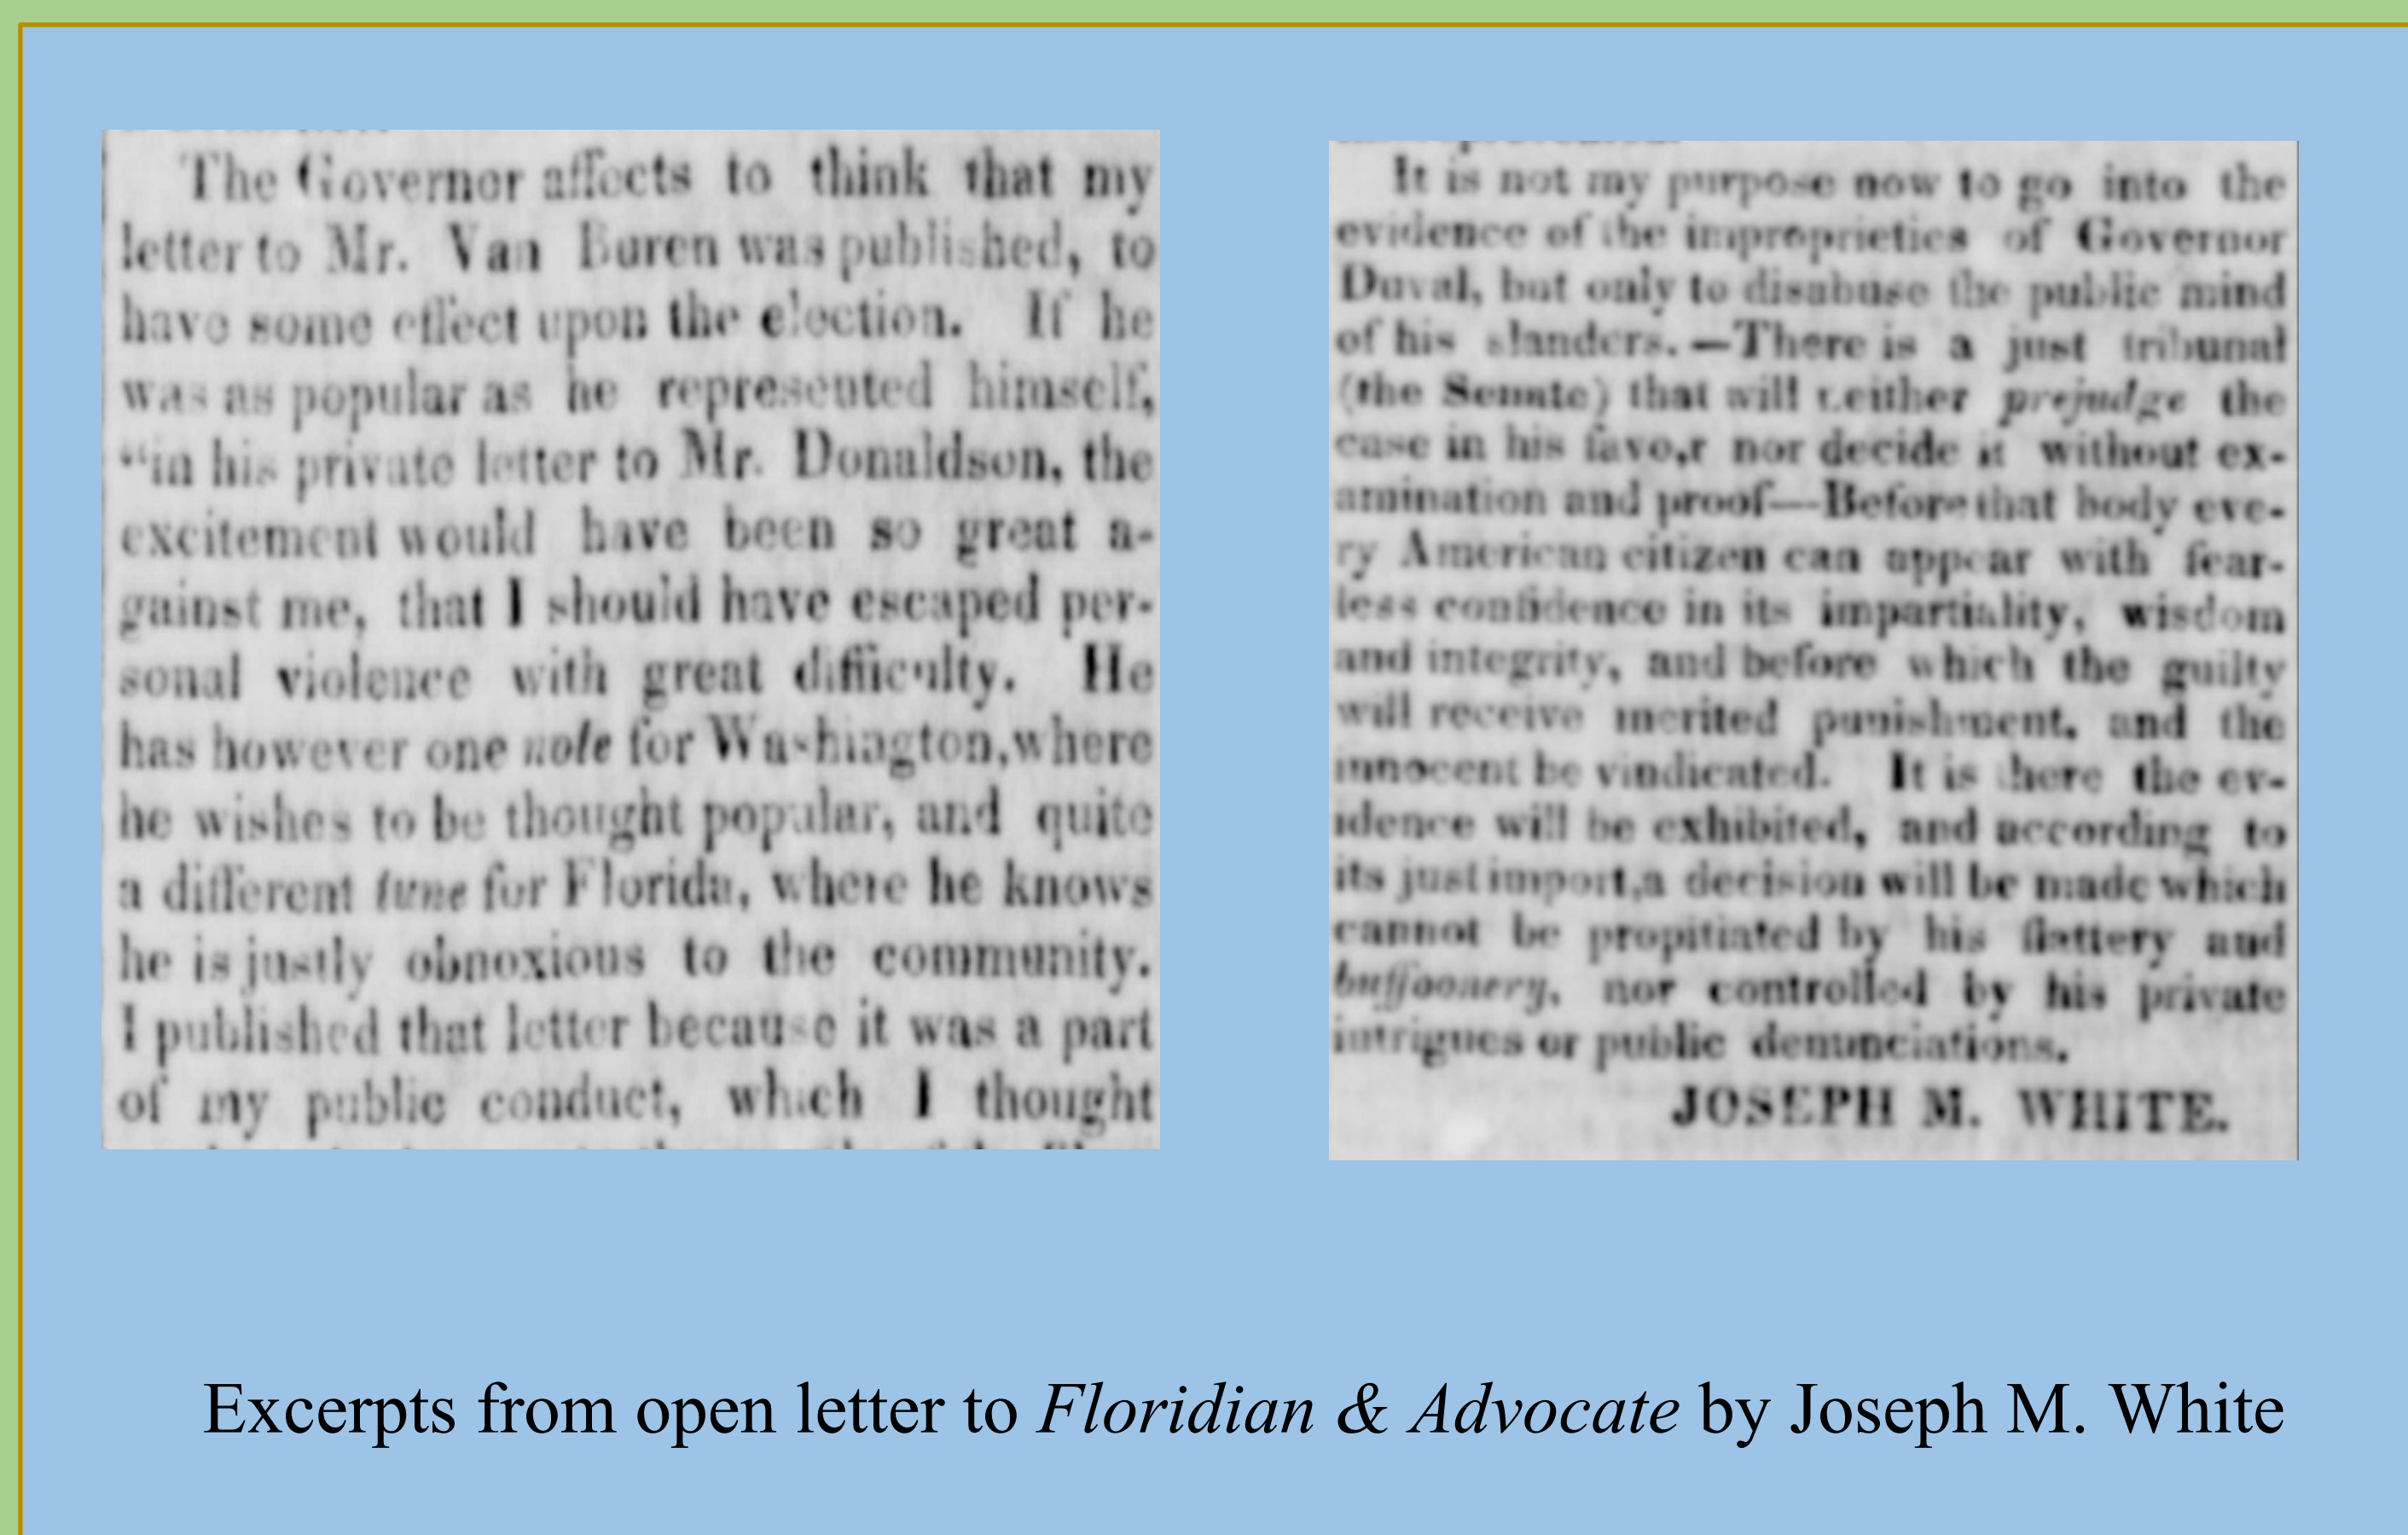 The Governor affects to think that my
letter to Mr. Van Buren was published, to
have some effect upon the election. If he
was as popular as he represented himself,
“in his private letter to Mr. Donaldson, the
excitement would have been so great a-
gainst me, that I should have escaped per-
sonal violence with great difficulty. He
has however one note for Washington,where
he wishes to be thought popular, and quite
a different tune for Florida, where he knows
he is justly obnoxious to the community.
I published that letter because it was a part
of my public conduct, which I thought
It is not my purpose now to go into the
evidence of the improprieties of Governor
Duval, but only to disabuse the public mind
of his slanders.—There is a just tribunal
(the Senate) that will neither prejudge the
case in his favo,r nor decide it without ex-
amination and proof—Before that body eve-
ry American citizen can appear with fear-
less confidence in its impartiality, wisdom
and integrity, and before which the guilty
will receive merited punishment, and the
innocent be vindicated. It is there the ev-
idence will be exhibited, and according to
its just import,a decision will be made which
cannot be propitiated by his flattery and
buffoonery, nor controlled by his private
intrigues or public denunciations.
JOSEPH M. WHITE.
Excerpts from open letter to Floridian & Advocate by Joseph M. White